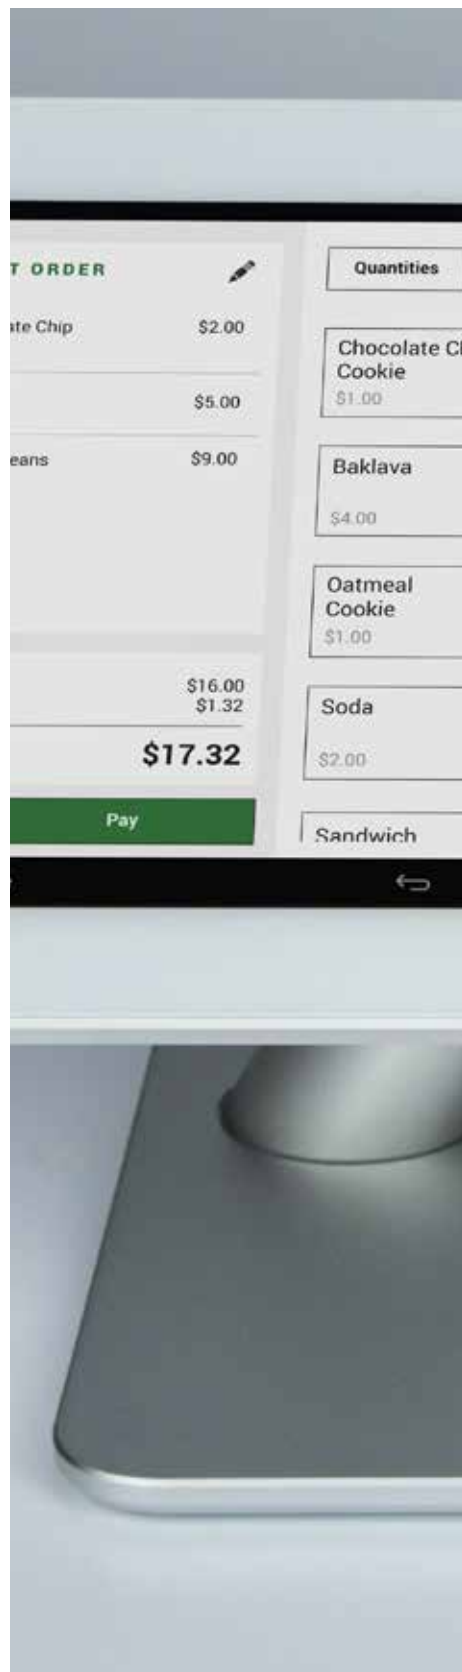 T ORDER
ate Chip $2.00
$5.00
eans $9.00
$16.00
$1.32
$17.32
Pay
Quantities
Chocolate Cl
Cookie
$1.00
Baklava
$4.00
Oatmeal
Cookie
$1.00
Soda
$2.00
Sandwich